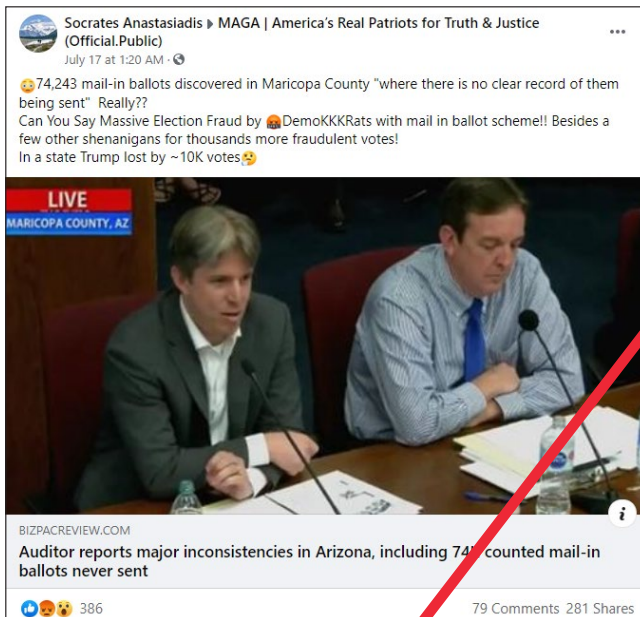 Socrates Anastasiadis ▸ MAGA | America's Real Patriots for Truth & Justice
(Official.Public)
July 17 at 1:20 AM ·
😳74,243 mail-in ballots discovered in Maricopa County "where there is no clear record of them
being sent" Really??
Can You Say Massive Election Fraud by 🤬DemoKKKRats with mail in ballot scheme!! Besides a
few other shenanigans for thousands more fraudulent votes!
In a state Trump lost by ~10K votes🤔
LIVE
MARICOPA COUNTY, AZ
BIZPACREVIEW.COM
Auditor reports major inconsistencies in Arizona, including 74K counted mail-in
ballots never sent
386
79 Comments 281 Shares